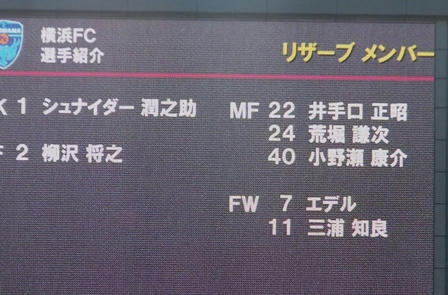 横浜FC
選手紹介
リザーブ メンバー
K 1 シュナイダー 潤之助
F 2 柳沢 将之
MF 22 井手口 正昭
24 荒堀 謙次
40 小野瀬 康介
FW 7 エデル
11 三浦 知良